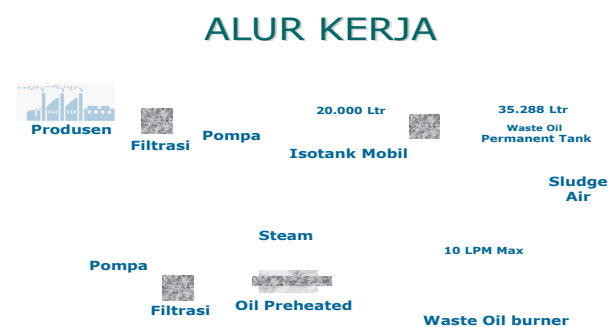 ALUR KERJA
Produsen
Filtrasi
Pompa
20.000 Ltr
Isotank Mobil
35.288 Ltr
Waste Oil
Permanent Tank
Sludge
Air
Steam
10 LPM Max
Pompa
Filtrasi
Oil Preheated
Waste Oil burner